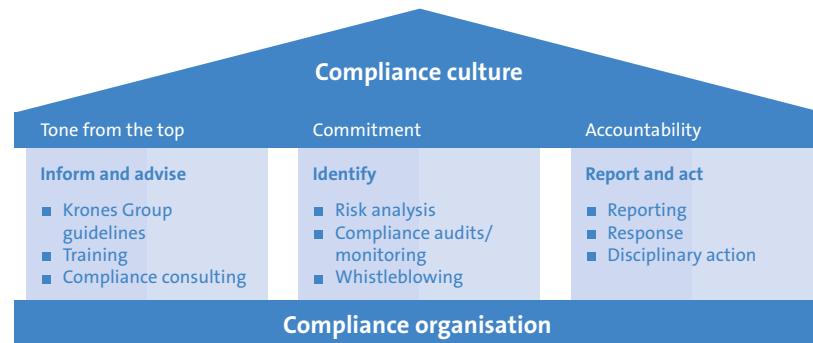 Compliance culture
Tone from the top
Commitment
Accountability
Inform and advise
Krones Group
guidelines
Training
Compliance consulting
Identify
Risk analysis
Compliance audits/
monitoring
Whistleblowing
Report and act
Reporting
Response
Disciplinary action
Compliance organisation